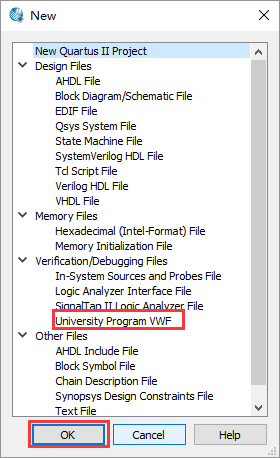 New
New Quartus II Project
Design Files
AHDL File
Block Diagram/Schematic File
EDIF File
Qsys System File
State Machine File
SystemVerilog HDL File
Tcl Script File
Verilog HDL File
VHDL File
Memory Files
Hexadecimal (Intel-Format) File
Memory Initialization File
Verification/Debugging Files
In-System Sources and Probes File
Logic Analyzer Interface File
SignalTap II Logic Analyzer File
University Program VWF
Other Files
AHDL Include File
Block Symbol File
Chain Description File
Synopsys Design Constraints File
Text File
OK
Cancel
Help